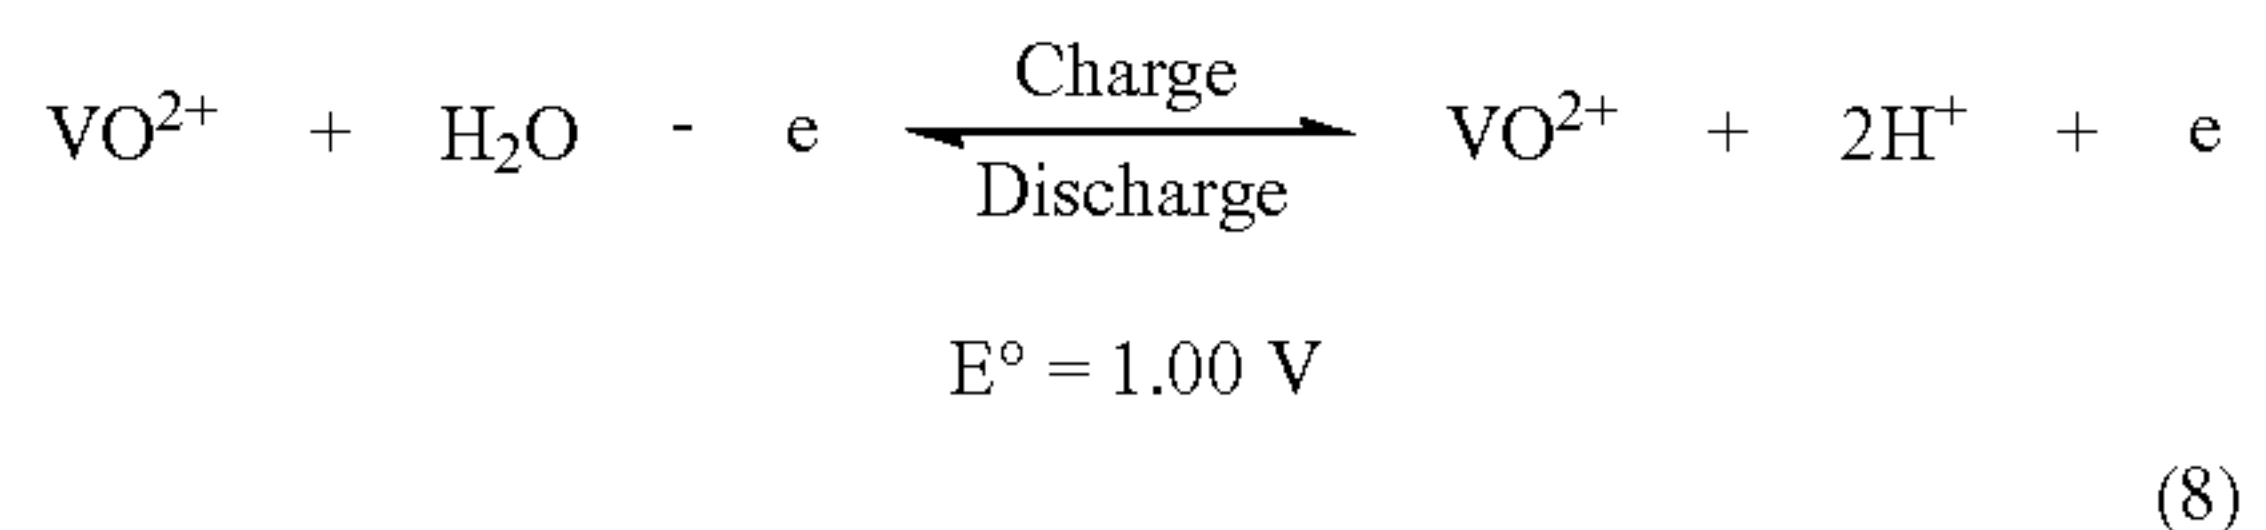 Charge
VO²⁺ + H₂O - e ⇌ VO²⁺ + 2H⁺ + e
Discharge
E° = 1.00 V
(8)